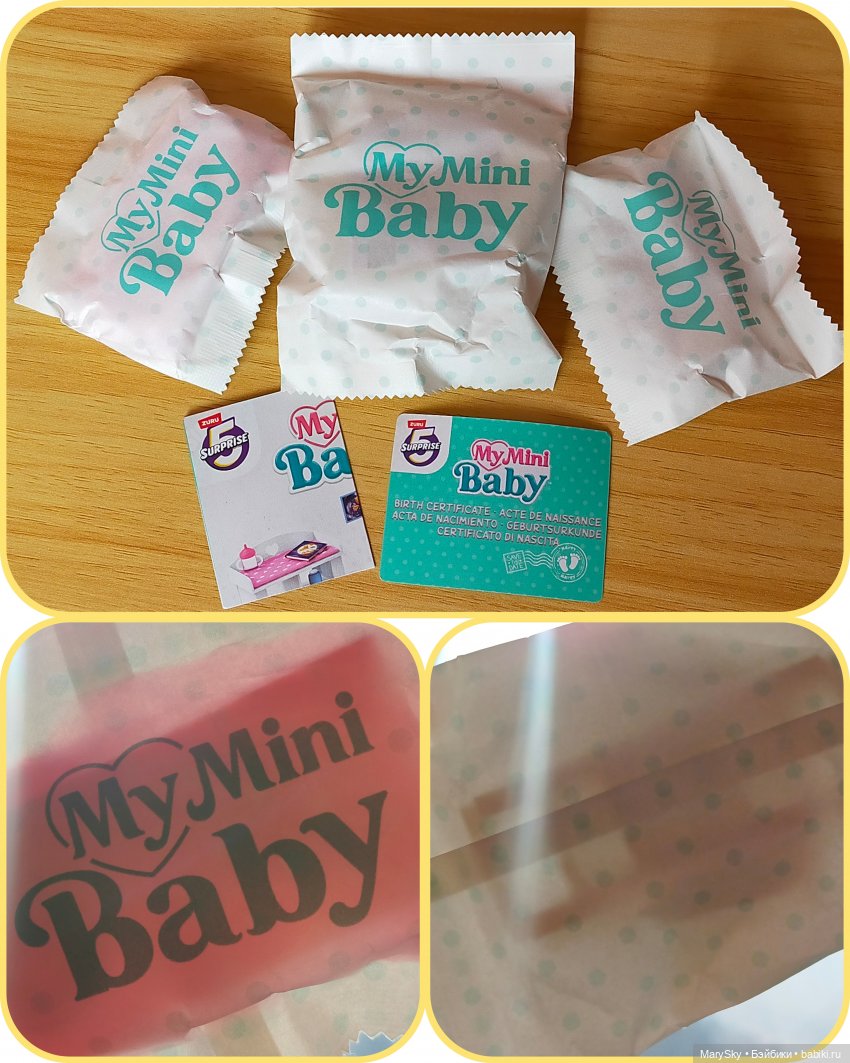 My Mini
Baby
My Mini
Baby
My Mini
Baby
ZURU
5
SURPRISE
My
Ba
ZURU
5
SURPRISE
My Mini
Baby
BIRTH CERTIFICATE · ACTE DE NAISSANCE
ACTA DE NACIMIENTO · GEBURTSURKUNDE
CERTIFICATO DI NASCITA
SAVE
THE
DATE
My Mini
Baby
MarySky • Бэйбики • babiki.ru